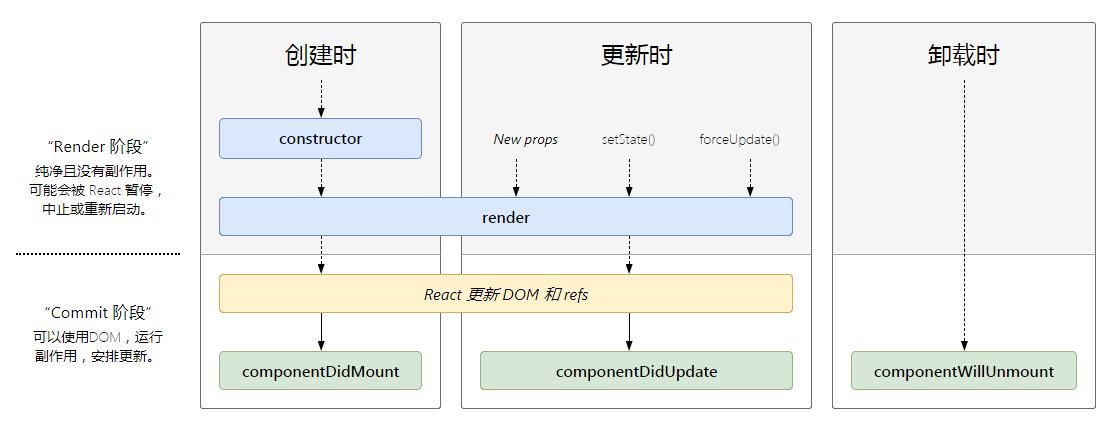 创建时
更新时
卸载时
constructor
New props
setState()
forceUpdate()
“Render 阶段”
纯净且没有副作用。
可能会被 React 暂停，
中止或重新启动。
render
React 更新 DOM 和 refs
“Commit 阶段”
可以使用DOM，运行
副作用，安排更新。
componentDidMount
componentDidUpdate
componentWillUnmount